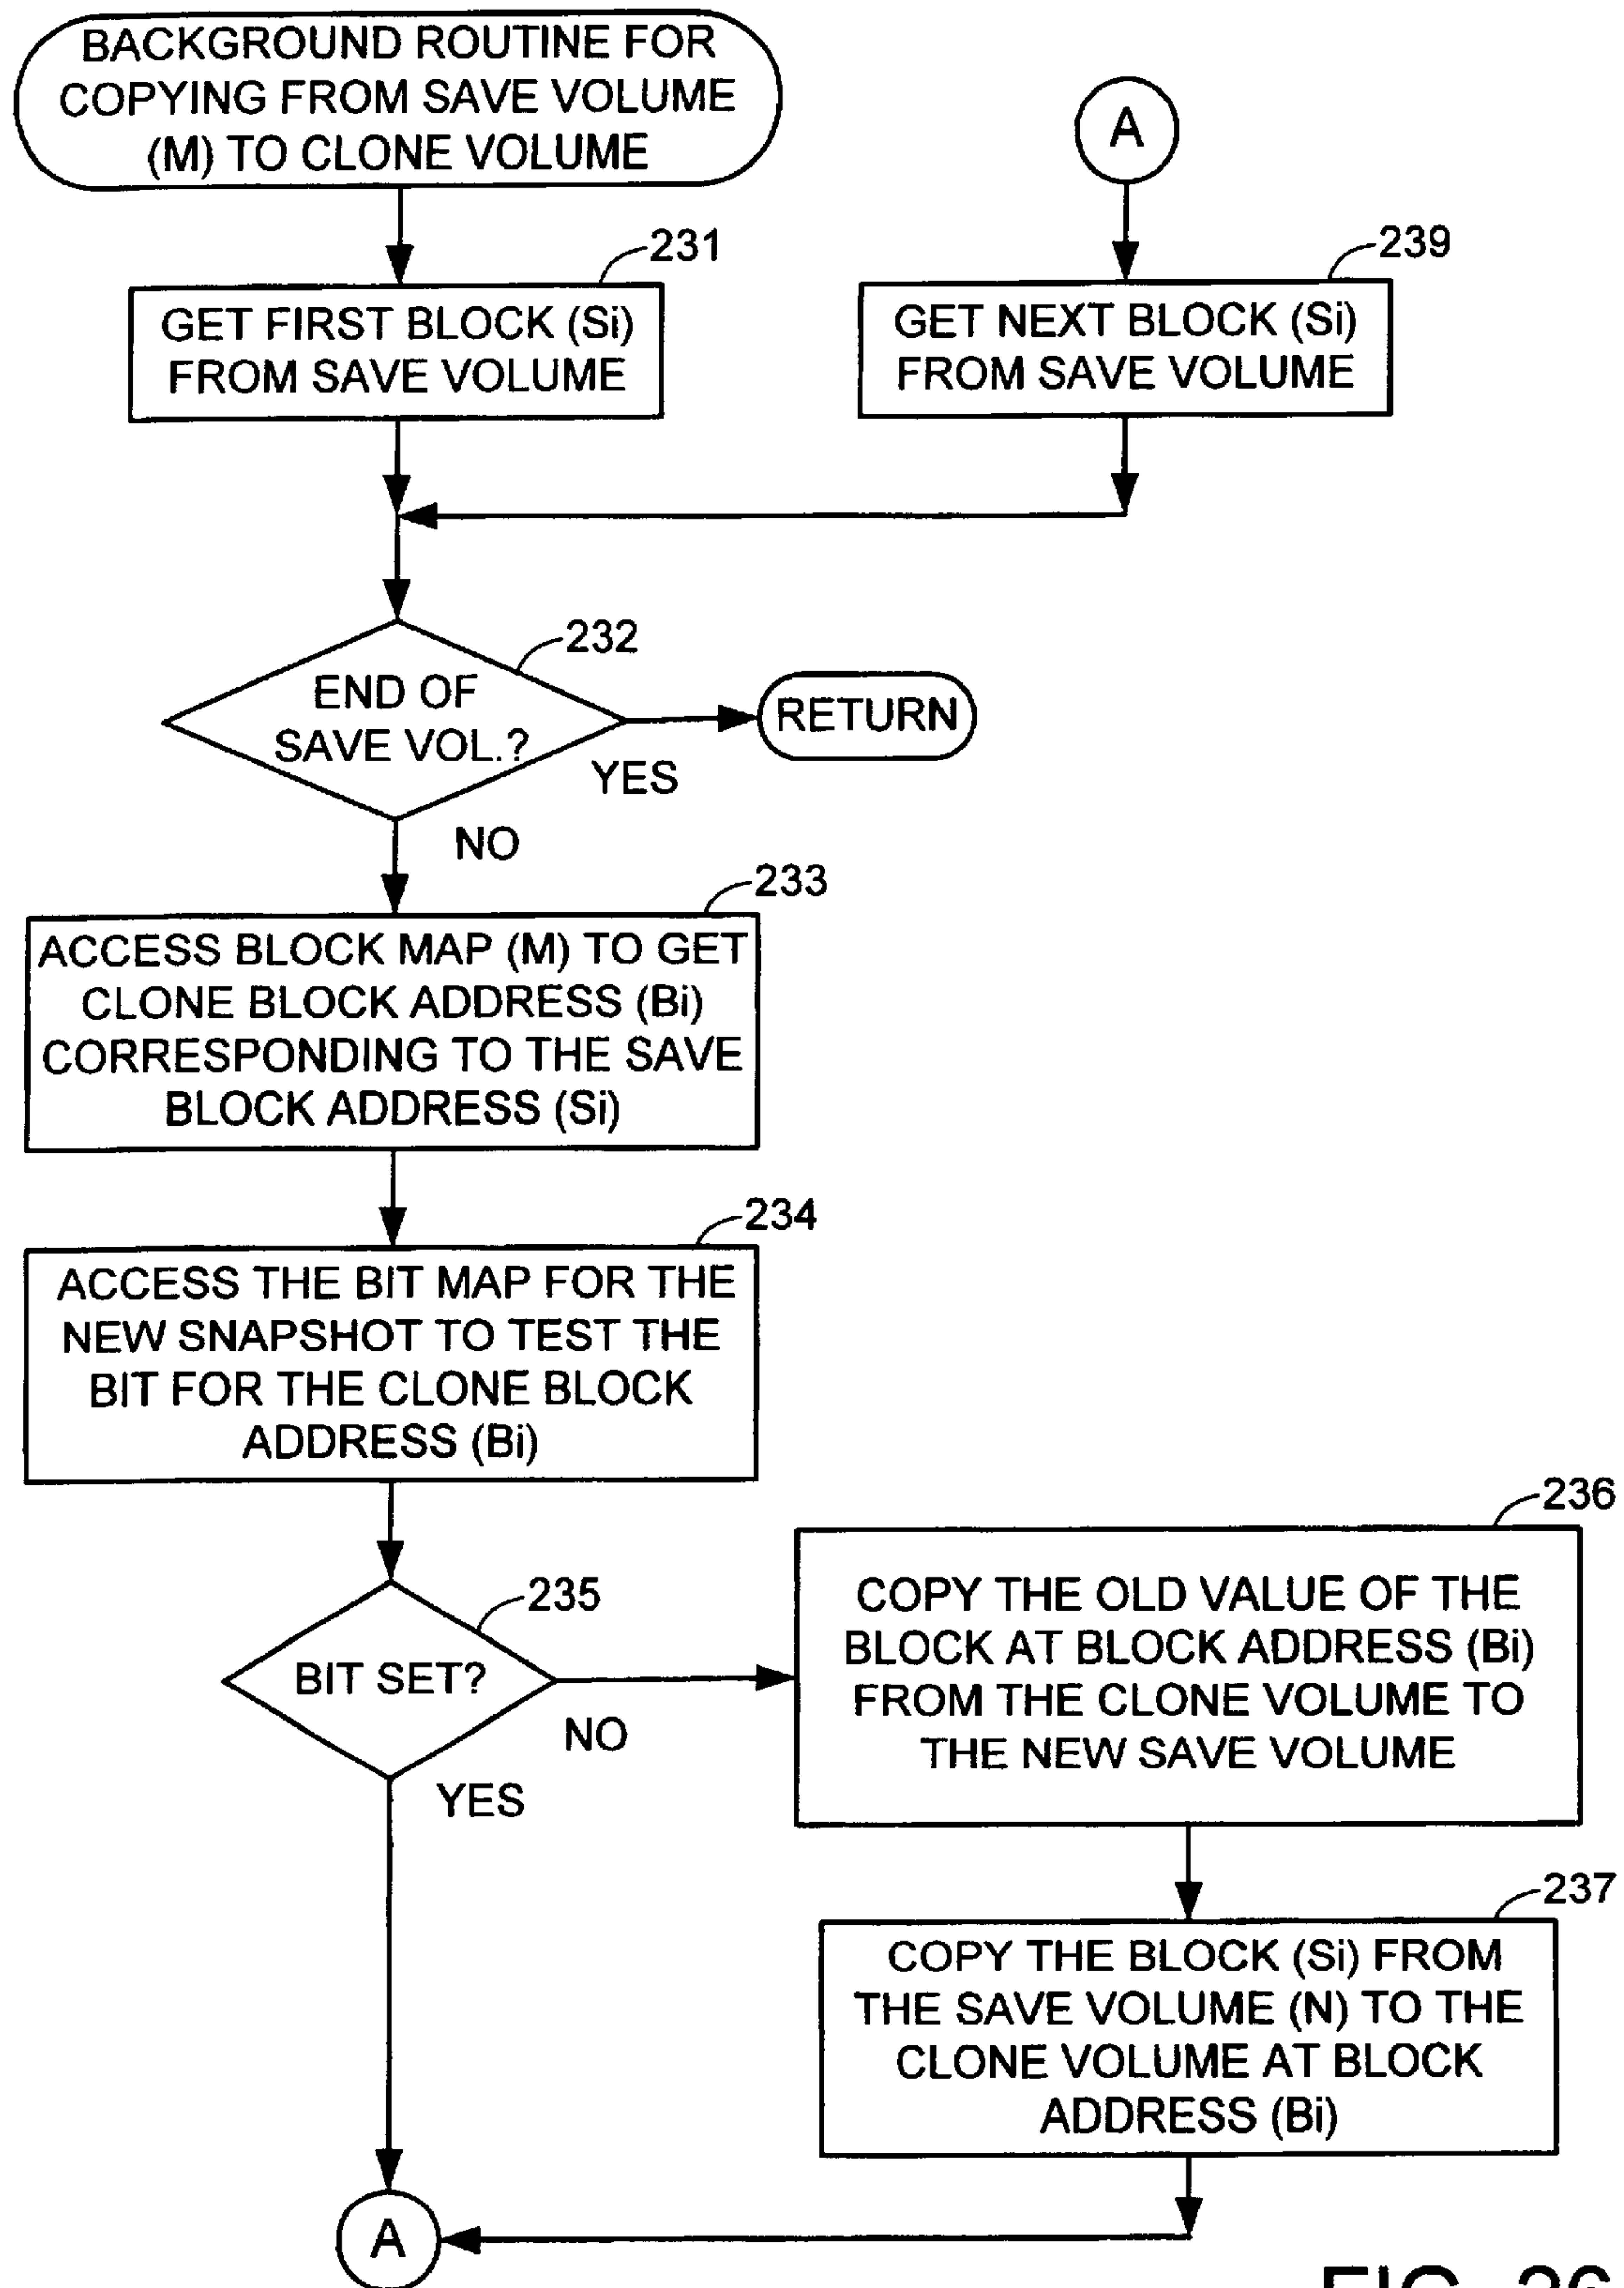 BACKGROUND ROUTINE FOR
COPYING FROM SAVE VOLUME
(M) TO CLONE VOLUME
231
GET FIRST BLOCK (Si)
FROM SAVE VOLUME
A
239
GET NEXT BLOCK (Si)
FROM SAVE VOLUME
232
END OF
SAVE VOL.?
YES
RETURN
NO
233
ACCESS BLOCK MAP (M) TO GET
CLONE BLOCK ADDRESS (Bi)
CORRESPONDING TO THE SAVE
BLOCK ADDRESS (Si)
234
ACCESS THE BIT MAP FOR THE
NEW SNAPSHOT TO TEST THE
BIT FOR THE CLONE BLOCK
ADDRESS (Bi)
235
BIT SET?
NO
YES
236
COPY THE OLD VALUE OF THE
BLOCK AT BLOCK ADDRESS (Bi)
FROM THE CLONE VOLUME TO
THE NEW SAVE VOLUME
237
COPY THE BLOCK (Si) FROM
THE SAVE VOLUME (N) TO THE
CLONE VOLUME AT BLOCK
ADDRESS (Bi)
A